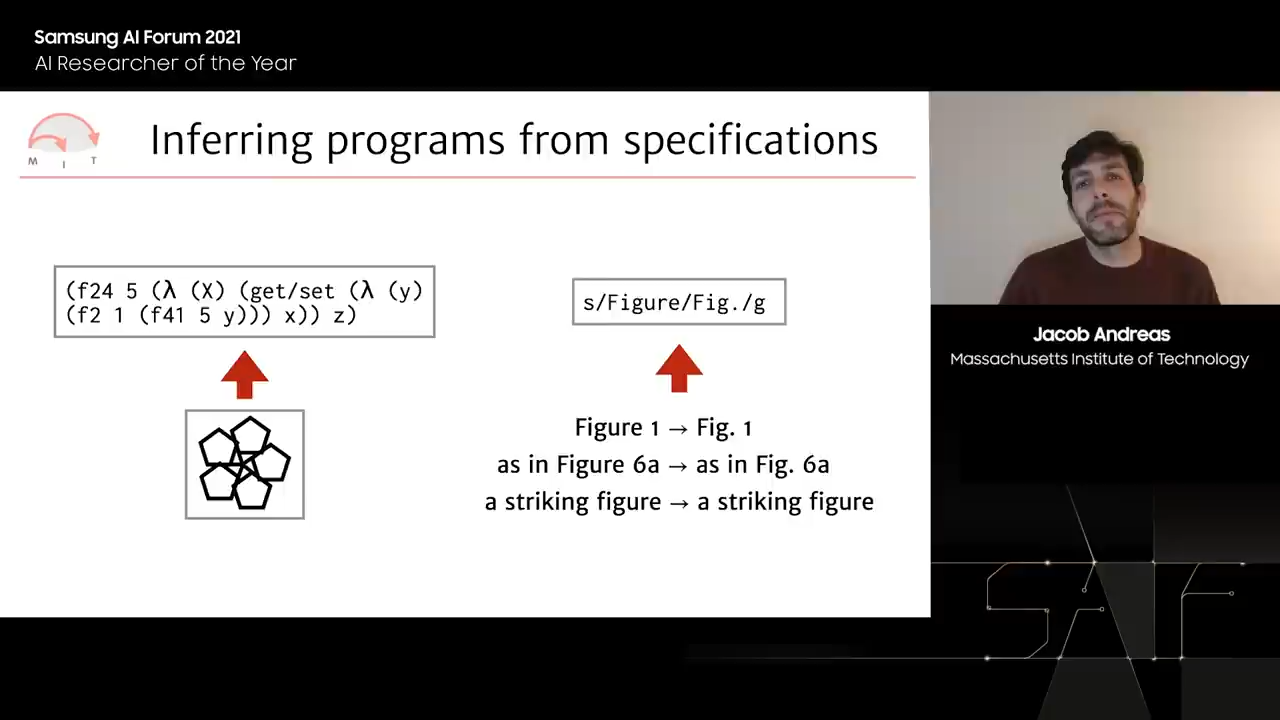 Samsung AI Forum 2021
AI Researcher of the Year
M I T
Inferring programs from specifications
(f24 5 (λ (X) (get/set (λ (y)
(f2 1 (f41 5 y))) x)) z)
s/Figure/Fig./g
Figure 1 → Fig. 1
as in Figure 6a → as in Fig. 6a
a striking figure → a striking figure
Jacob Andreas
Massachusetts Institute of Technology
SAIF